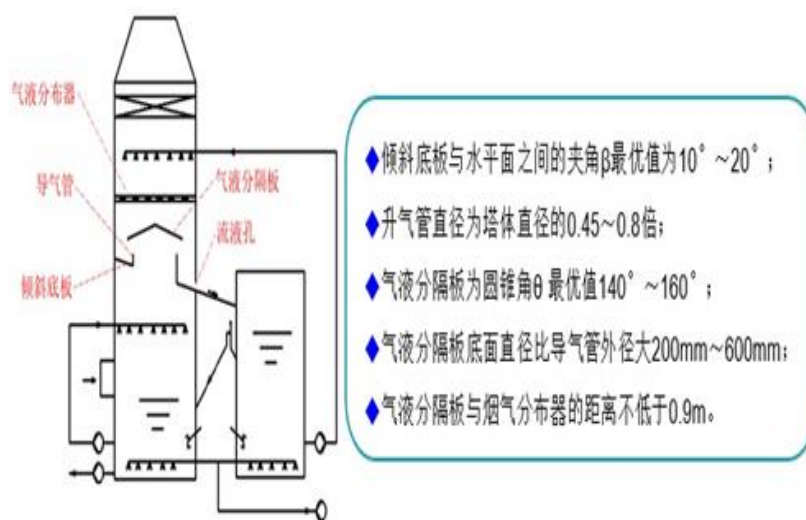 气液分布器
导气管
倾斜底板
气液分隔板
流液孔
◆倾斜底板与水平面之间的夹角β最优值为10°～20°；
◆升气管直径为塔体直径的0.45～0.8倍；
◆气液分隔板为圆锥角θ 最优值140°～160°；
◆气液分隔板底面直径比导气管外径大200mm～600mm；
◆气液分隔板与烟气分布器的距离不低于0.9m。